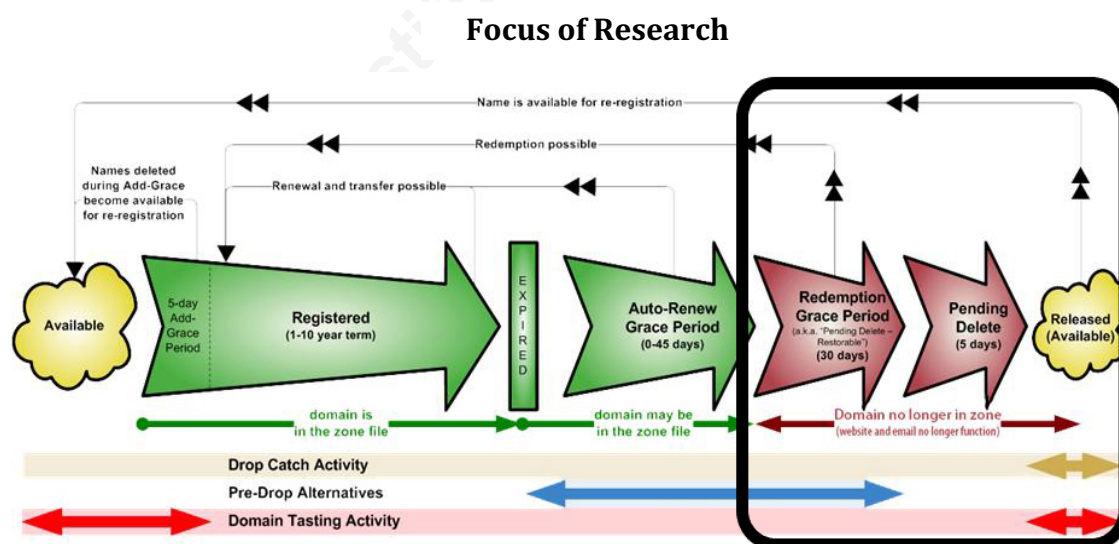 Focus of Research
Name is available for re-registration
Redemption possible
Names deleted
during Add-Grace
become available
for re-registration
Renewal and transfer possible
Available
5-day
Add-
Grace
Period
Registered
(1-10 year term)
EXPIRED
Auto-Renew
Grace Period
(0-45 days)
Redemption
Grace Period
(a.k.a. "Pending Delete –
Restorable")
(30 days)
Pending
Delete
(5 days)
Released
(Available)
domain is
in the zone file
domain may be
in the zone file
Domain no longer in zone
(website and email no longer function)
Drop Catch Activity
Pre-Drop Alternatives
Domain Tasting Activity